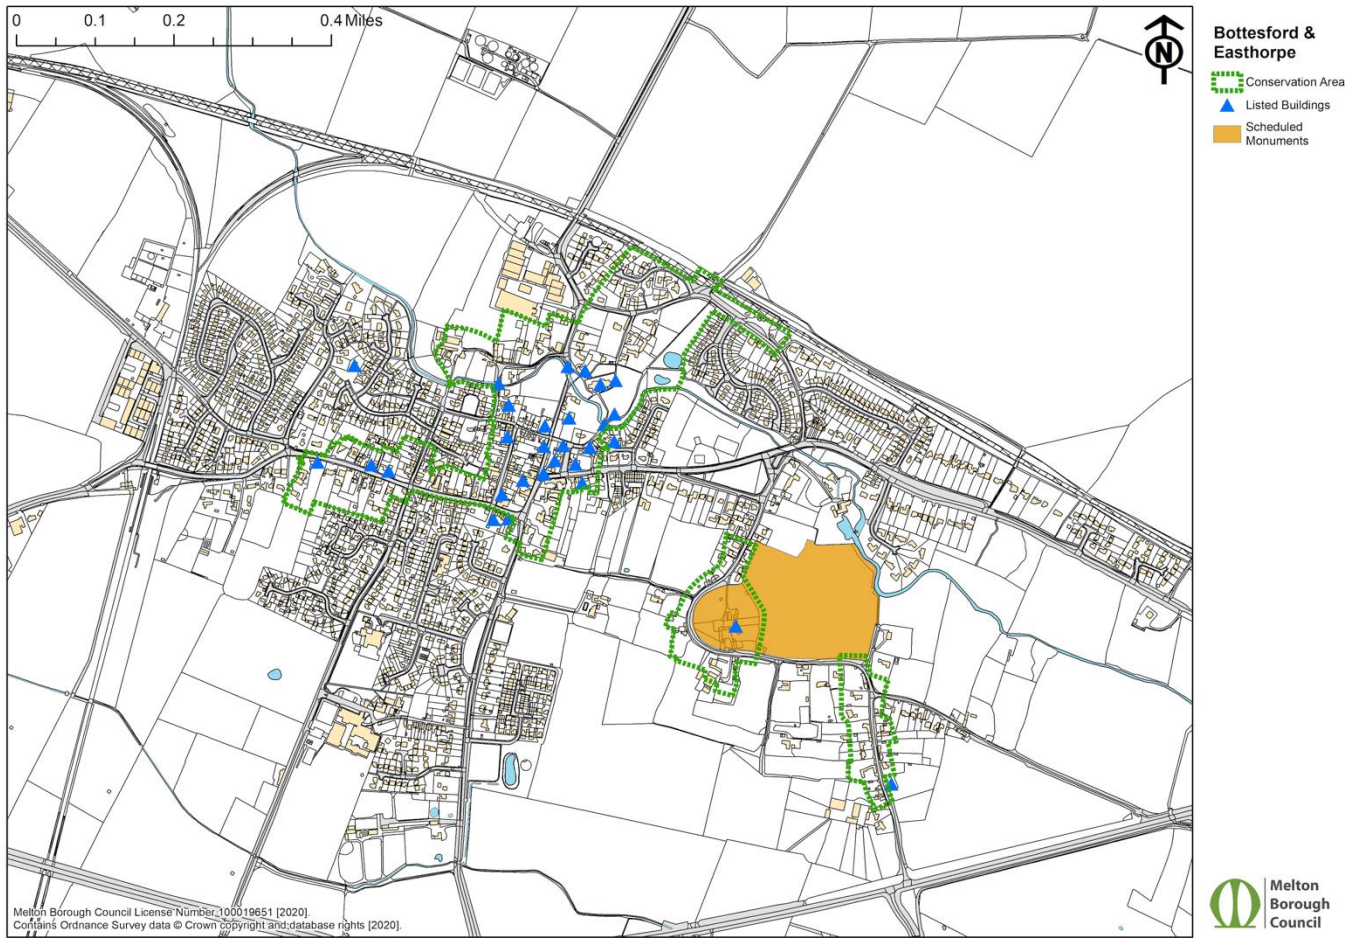 0 0.1 0.2 0.4 Miles
N
Bottesford &
Easthorpe
Conservation Area
Listed Buildings
Scheduled
Monuments
Melton Borough Council License Number 100019651 [2020].
Contains Ordnance Survey data © Crown copyright and database rights [2020].
Melton
Borough
Council